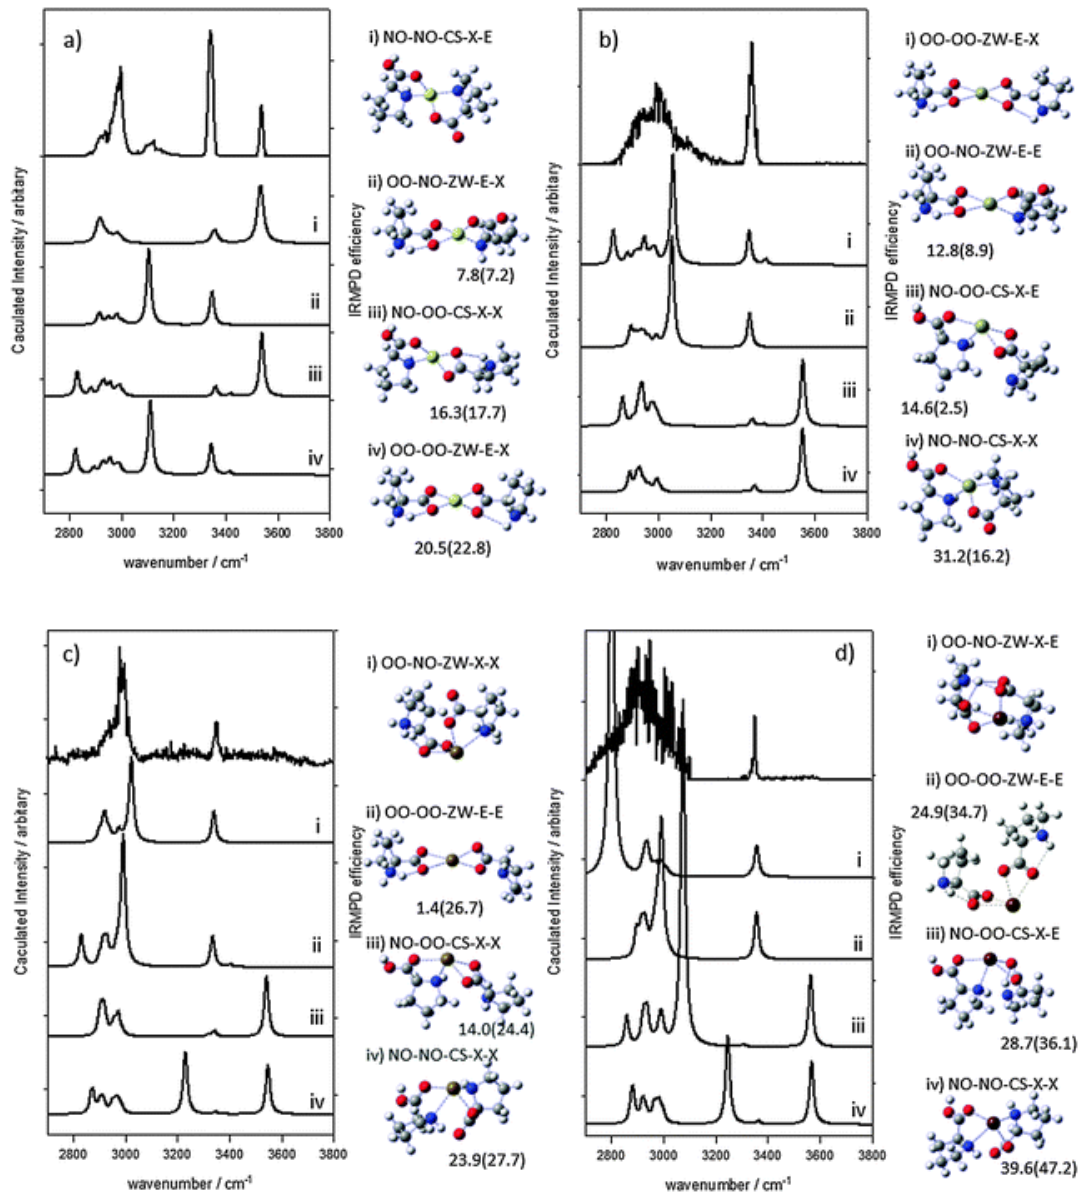 a)
i) NO-NO-CS-X-E
ii) OO-NO-ZW-E-X
7.8(7.2)
iii) NO-OO-CS-X-X
16.3(17.7)
iv) OO-OO-ZW-E-X
20.5(22.8)
Caculated Intensity / arbitary
IRMPD efficiency
i
ii
iii
iv
2800 3000 3200 3400 3600 3800
wavenumber / cm-1
b)
i) OO-OO-ZW-E-X
ii) OO-NO-ZW-E-E
12.8(8.9)
iii) NO-OO-CS-X-E
14.6(2.5)
iv) NO-NO-CS-X-X
31.2(16.2)
Caculated Intensity / arbitary
IRMPD efficiency
i
ii
iii
iv
2800 3000 3200 3400 3600 3800
wavenumber / cm-1
c)
i) OO-NO-ZW-X-X
ii) OO-OO-ZW-E-E
1.4(26.7)
iii) NO-OO-CS-X-X
14.0(24.4)
iv) NO-NO-CS-X-X
23.9(27.7)
Caculated Intensity / arbitary
IRMPD efficiency
i
ii
iii
iv
2800 3000 3200 3400 3600 3800
wavenumber / cm-1
d)
i) OO-NO-ZW-X-E
ii) OO-OO-ZW-E-E
24.9(34.7)
iii) NO-OO-CS-X-E
28.7(36.1)
iv) NO-NO-CS-X-X
39.6(47.2)
Caculated Intensity / arbitary
IRMPD efficiency
i
ii
iii
iv
2800 3000 3200 3400 3600 3800
wavenumber / cm-1